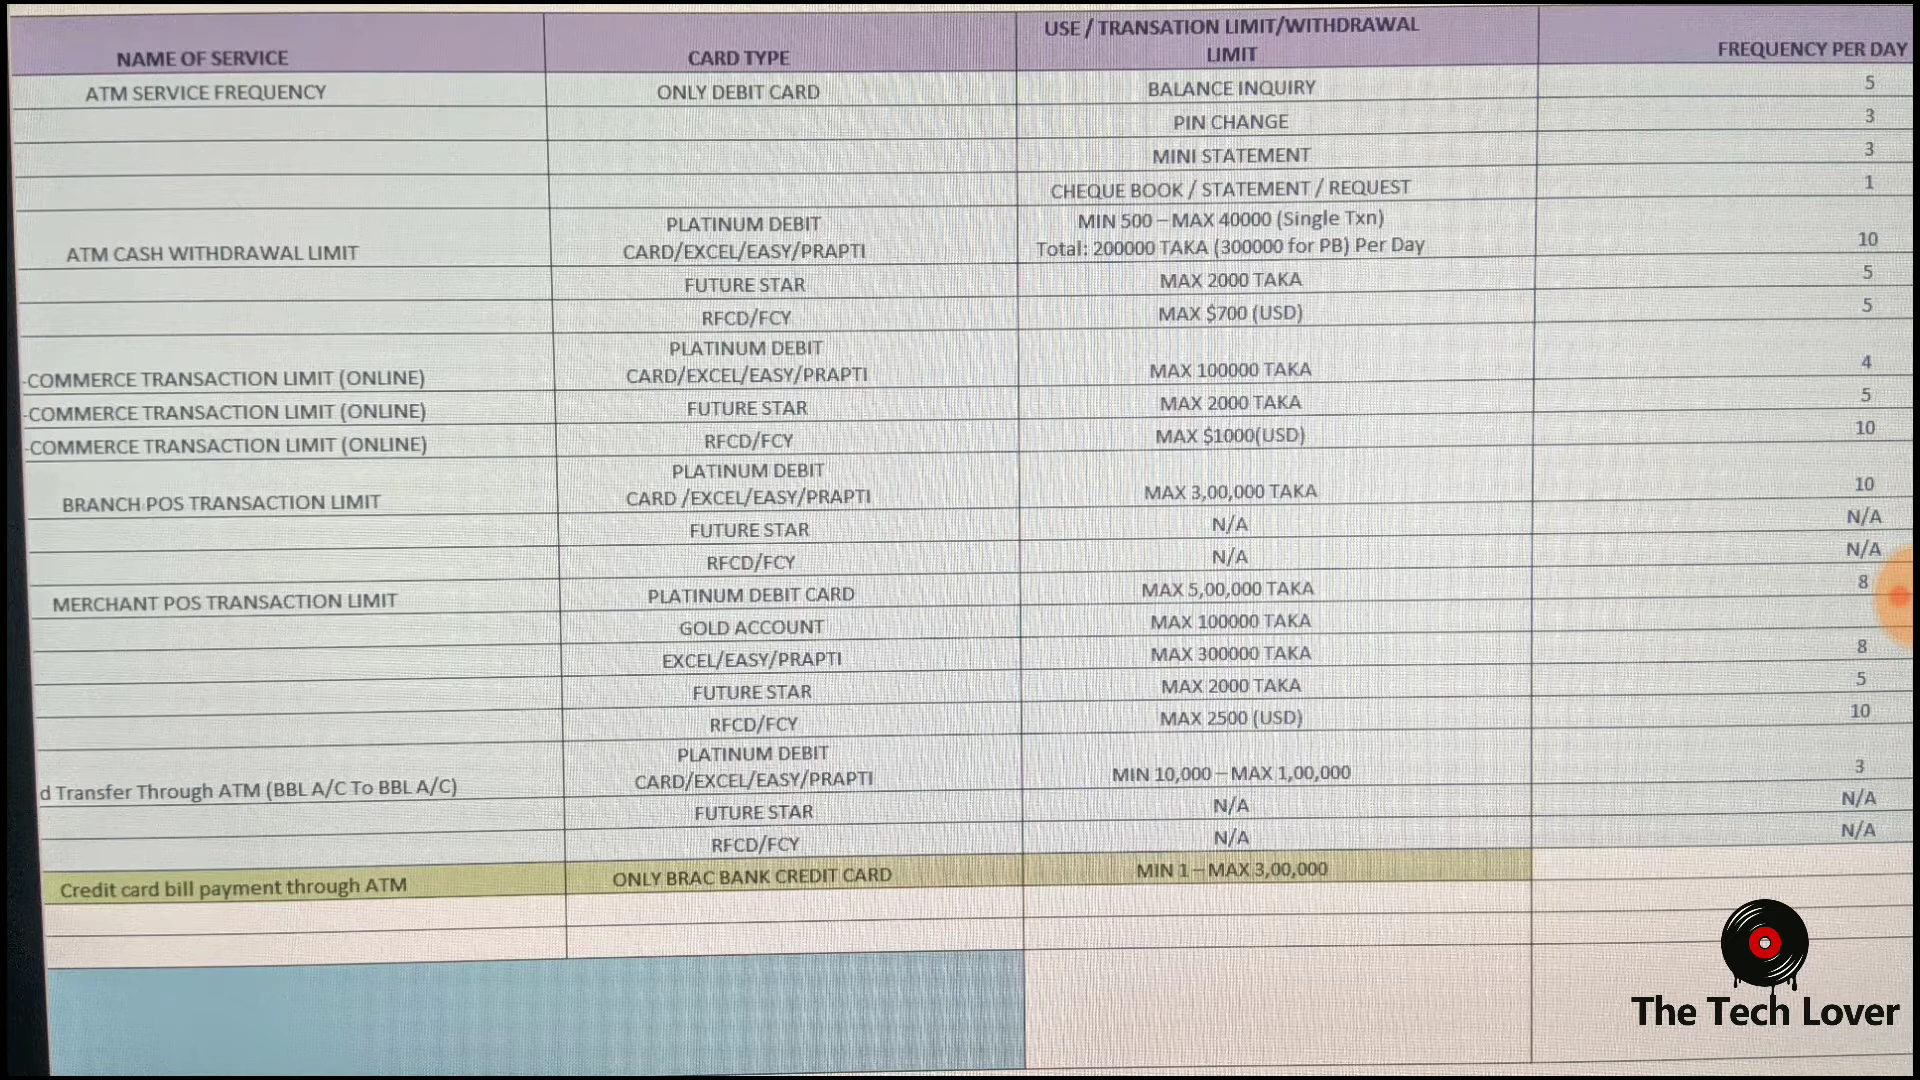 NAME OF SERVICE CARD TYPE USE / TRANSATION LIMIT/WITHDRAWAL LIMIT FREQUENCY PER DAY
ATM SERVICE FREQUENCY ONLY DEBIT CARD BALANCE INQUIRY 5
PIN CHANGE 3
MINI STATEMENT 3
CHEQUE BOOK / STATEMENT / REQUEST 1
PLATINUM DEBIT MIN 500 – MAX 40000 (Single Txn)
ATM CASH WITHDRAWAL LIMIT CARD/EXCEL/EASY/PRAPTI Total: 200000 TAKA (300000 for PB) Per Day 10
FUTURE STAR MAX 2000 TAKA 5
RFCD/FCY MAX $700 (USD) 5
PLATINUM DEBIT
-COMMERCE TRANSACTION LIMIT (ONLINE) CARD/EXCEL/EASY/PRAPTI MAX 100000 TAKA 4
-COMMERCE TRANSACTION LIMIT (ONLINE) FUTURE STAR MAX 2000 TAKA 5
-COMMERCE TRANSACTION LIMIT (ONLINE) RFCD/FCY MAX $1000(USD) 10
PLATINUM DEBIT
BRANCH POS TRANSACTION LIMIT CARD /EXCEL/EASY/PRAPTI MAX 3,00,000 TAKA 10
FUTURE STAR N/A N/A
RFCD/FCY N/A N/A
MERCHANT POS TRANSACTION LIMIT PLATINUM DEBIT CARD MAX 5,00,000 TAKA 8
GOLD ACCOUNT MAX 100000 TAKA
EXCEL/EASY/PRAPTI MAX 300000 TAKA 8
FUTURE STAR MAX 2000 TAKA 5
RFCD/FCY MAX 2500 (USD) 10
PLATINUM DEBIT
d Transfer Through ATM (BBL A/C To BBL A/C) CARD/EXCEL/EASY/PRAPTI MIN 10,000 – MAX 1,00,000 3
FUTURE STAR N/A N/A
RFCD/FCY N/A N/A
Credit card bill payment through ATM ONLY BRAC BANK CREDIT CARD MIN 1 – MAX 3,00,000
The Tech Lover